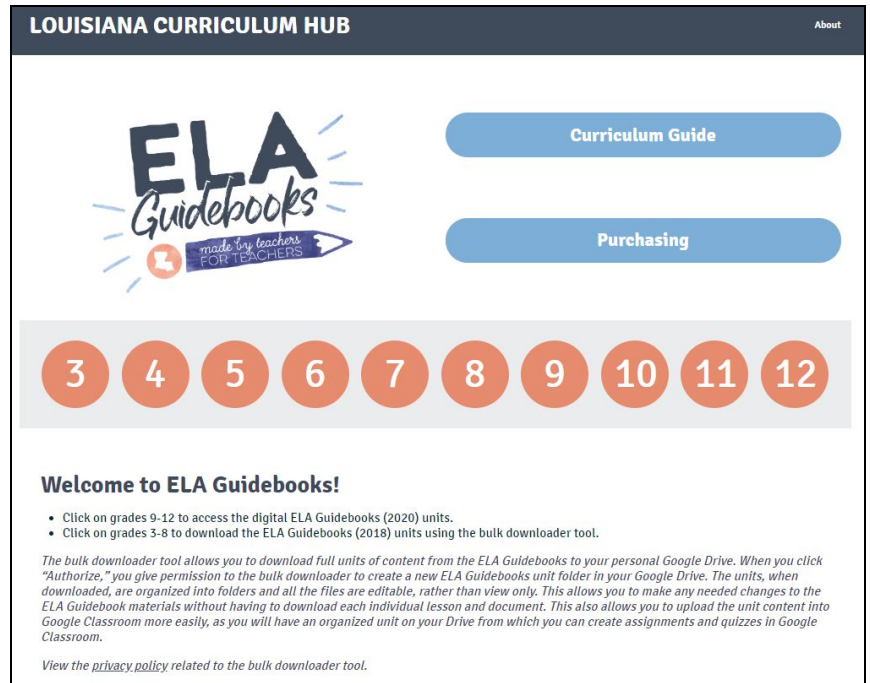 LOUISIANA CURRICULUM HUB
About
ELA
Guidebooks
made by teachers
FOR TEACHERS
Curriculum Guide
Purchasing
3 4 5 6 7 8 9 10 11 12
Welcome to ELA Guidebooks!
• Click on grades 9-12 to access the digital ELA Guidebooks (2020) units.
• Click on grades 3-8 to download the ELA Guidebooks (2018) units using the bulk downloader tool.
The bulk downloader tool allows you to download full units of content from the ELA Guidebooks to your personal Google Drive. When you click
“Authorize,” you give permission to the bulk downloader to create a new ELA Guidebooks unit folder in your Google Drive. The units, when
downloaded, are organized into folders and all the files are editable, rather than view only. This allows you to make any needed changes to the
ELA Guidebook materials without having to download each individual lesson and document. This also allows you to upload the unit content into
Google Classroom more easily, as you will have an organized unit on your Drive from which you can create assignments and quizzes in Google
Classroom.
View the privacy policy related to the bulk downloader tool.